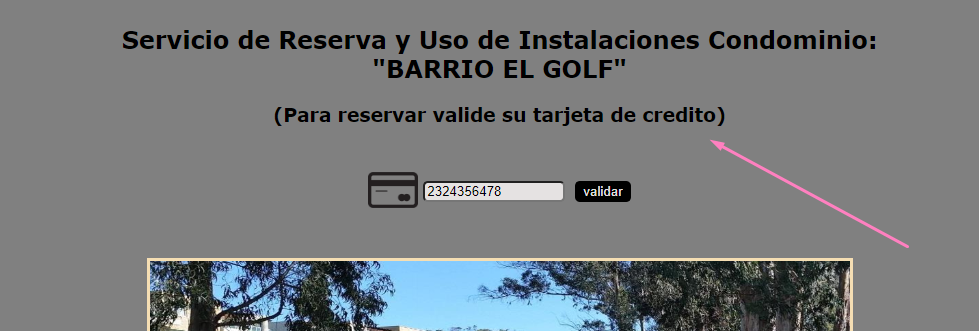 Servicio de Reserva y Uso de Instalaciones Condominio:
"BARRIO EL GOLF"
(Para reservar valide su tarjeta de credito)
2324356478 validar